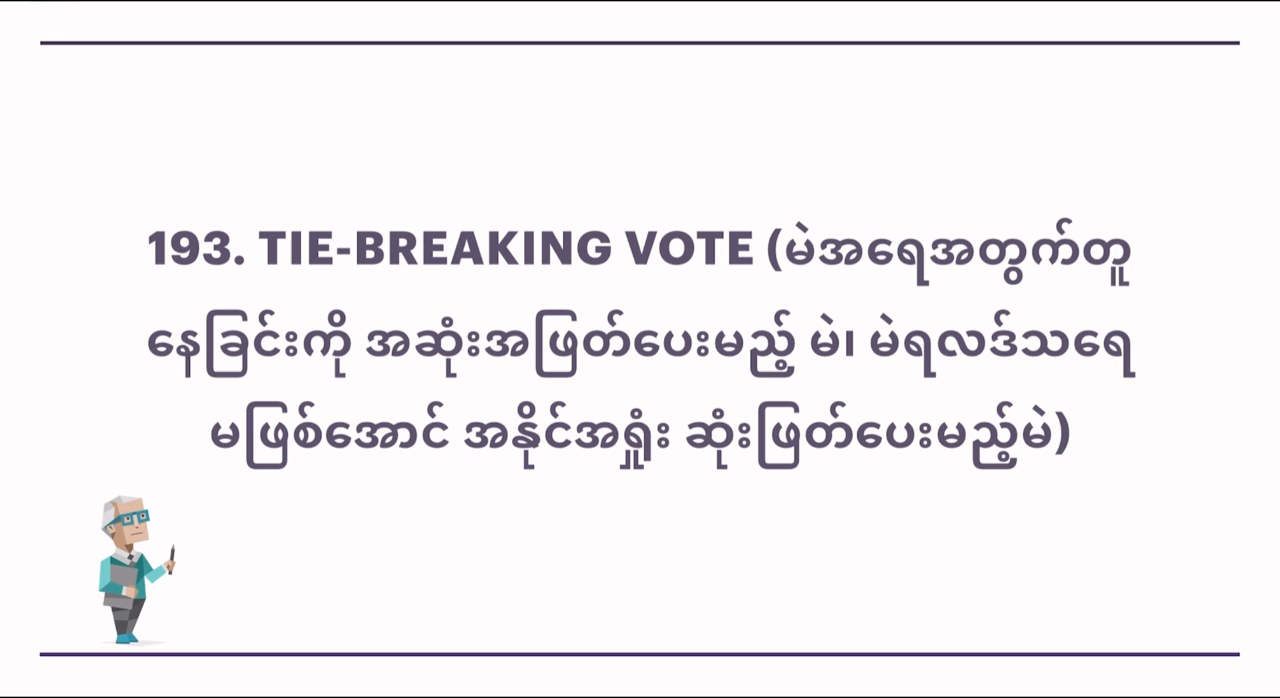 193. TIE-BREAKING VOTE (မဲအရေအတွက်တူ
နေခြင်းကို အဆုံးအဖြတ်ပေးမည့် မဲ၊ မဲရလဒ်သရေ
မဖြစ်အောင် အနိုင်အရှုံး ဆုံးဖြတ်ပေးမည့်မဲ)